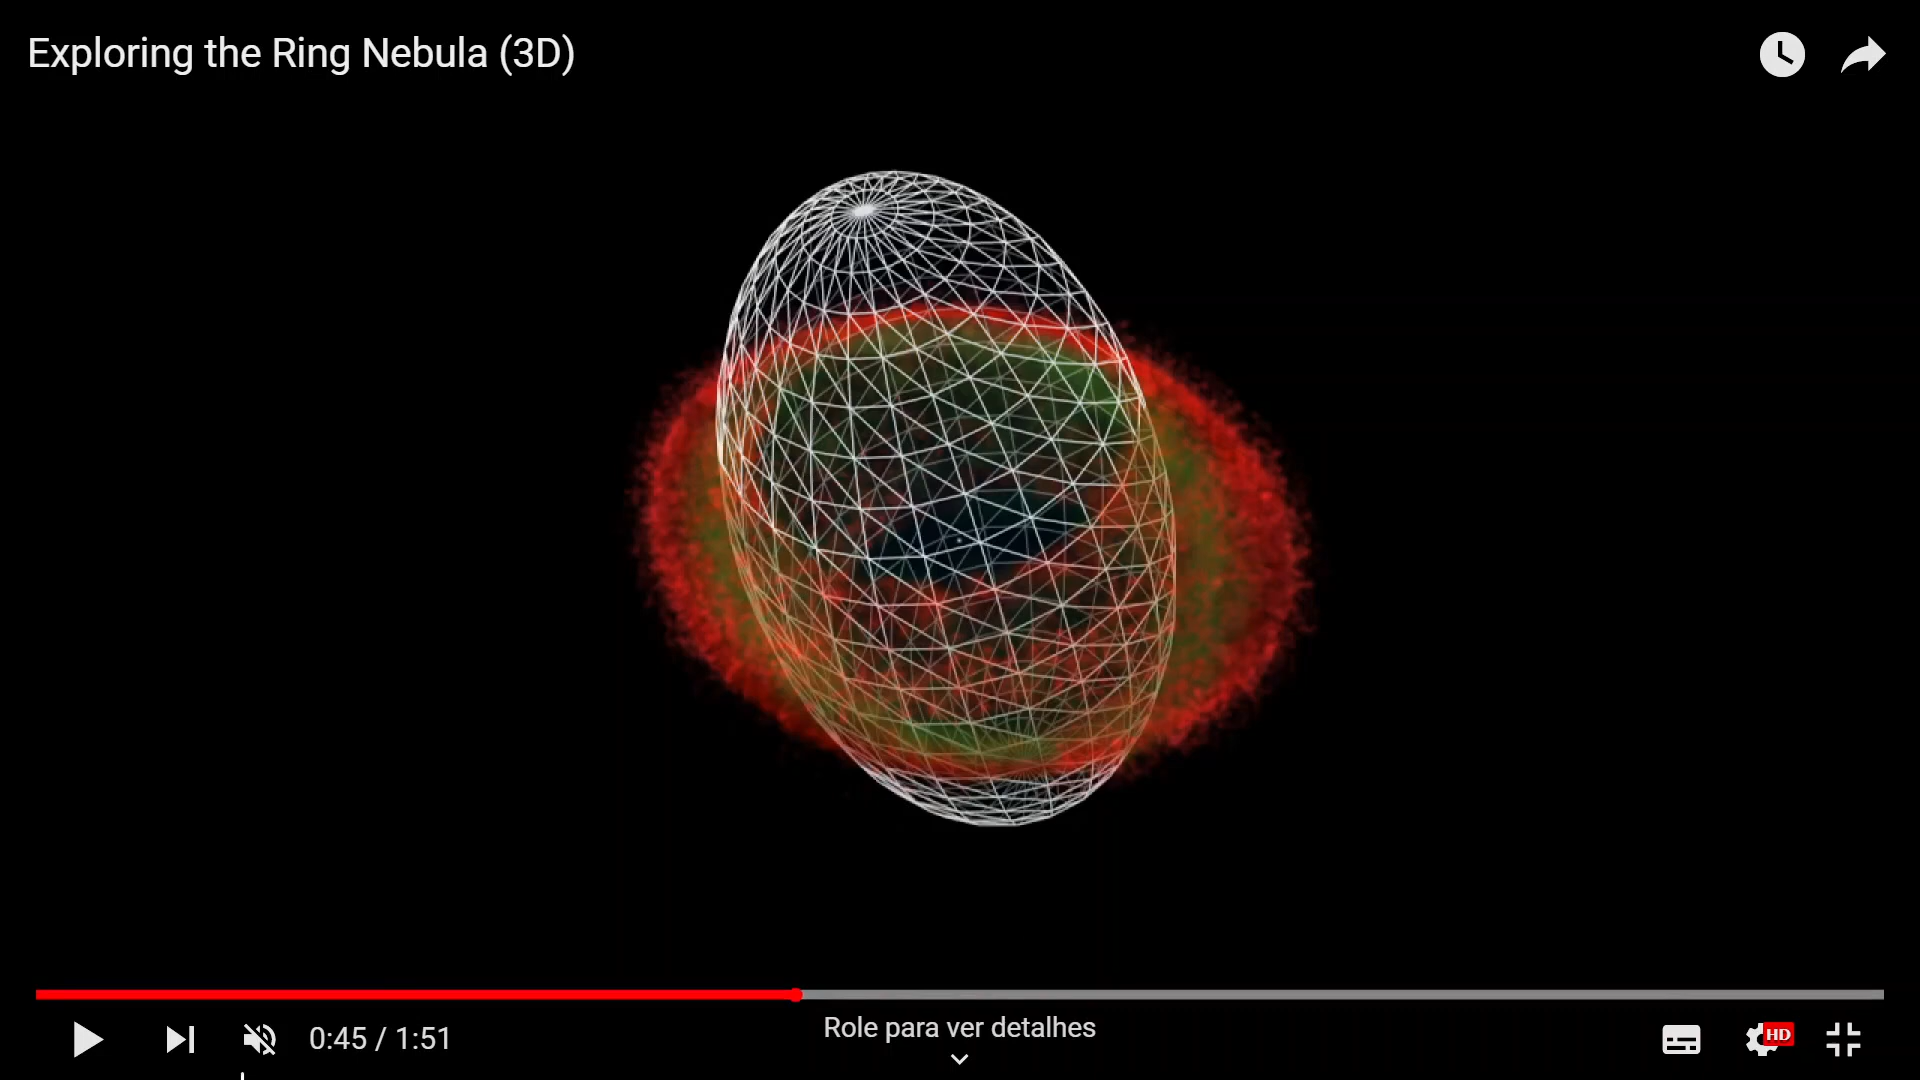 Exploring the Ring Nebula (3D)
0:45 / 1:51
Role para ver detalhes
HD